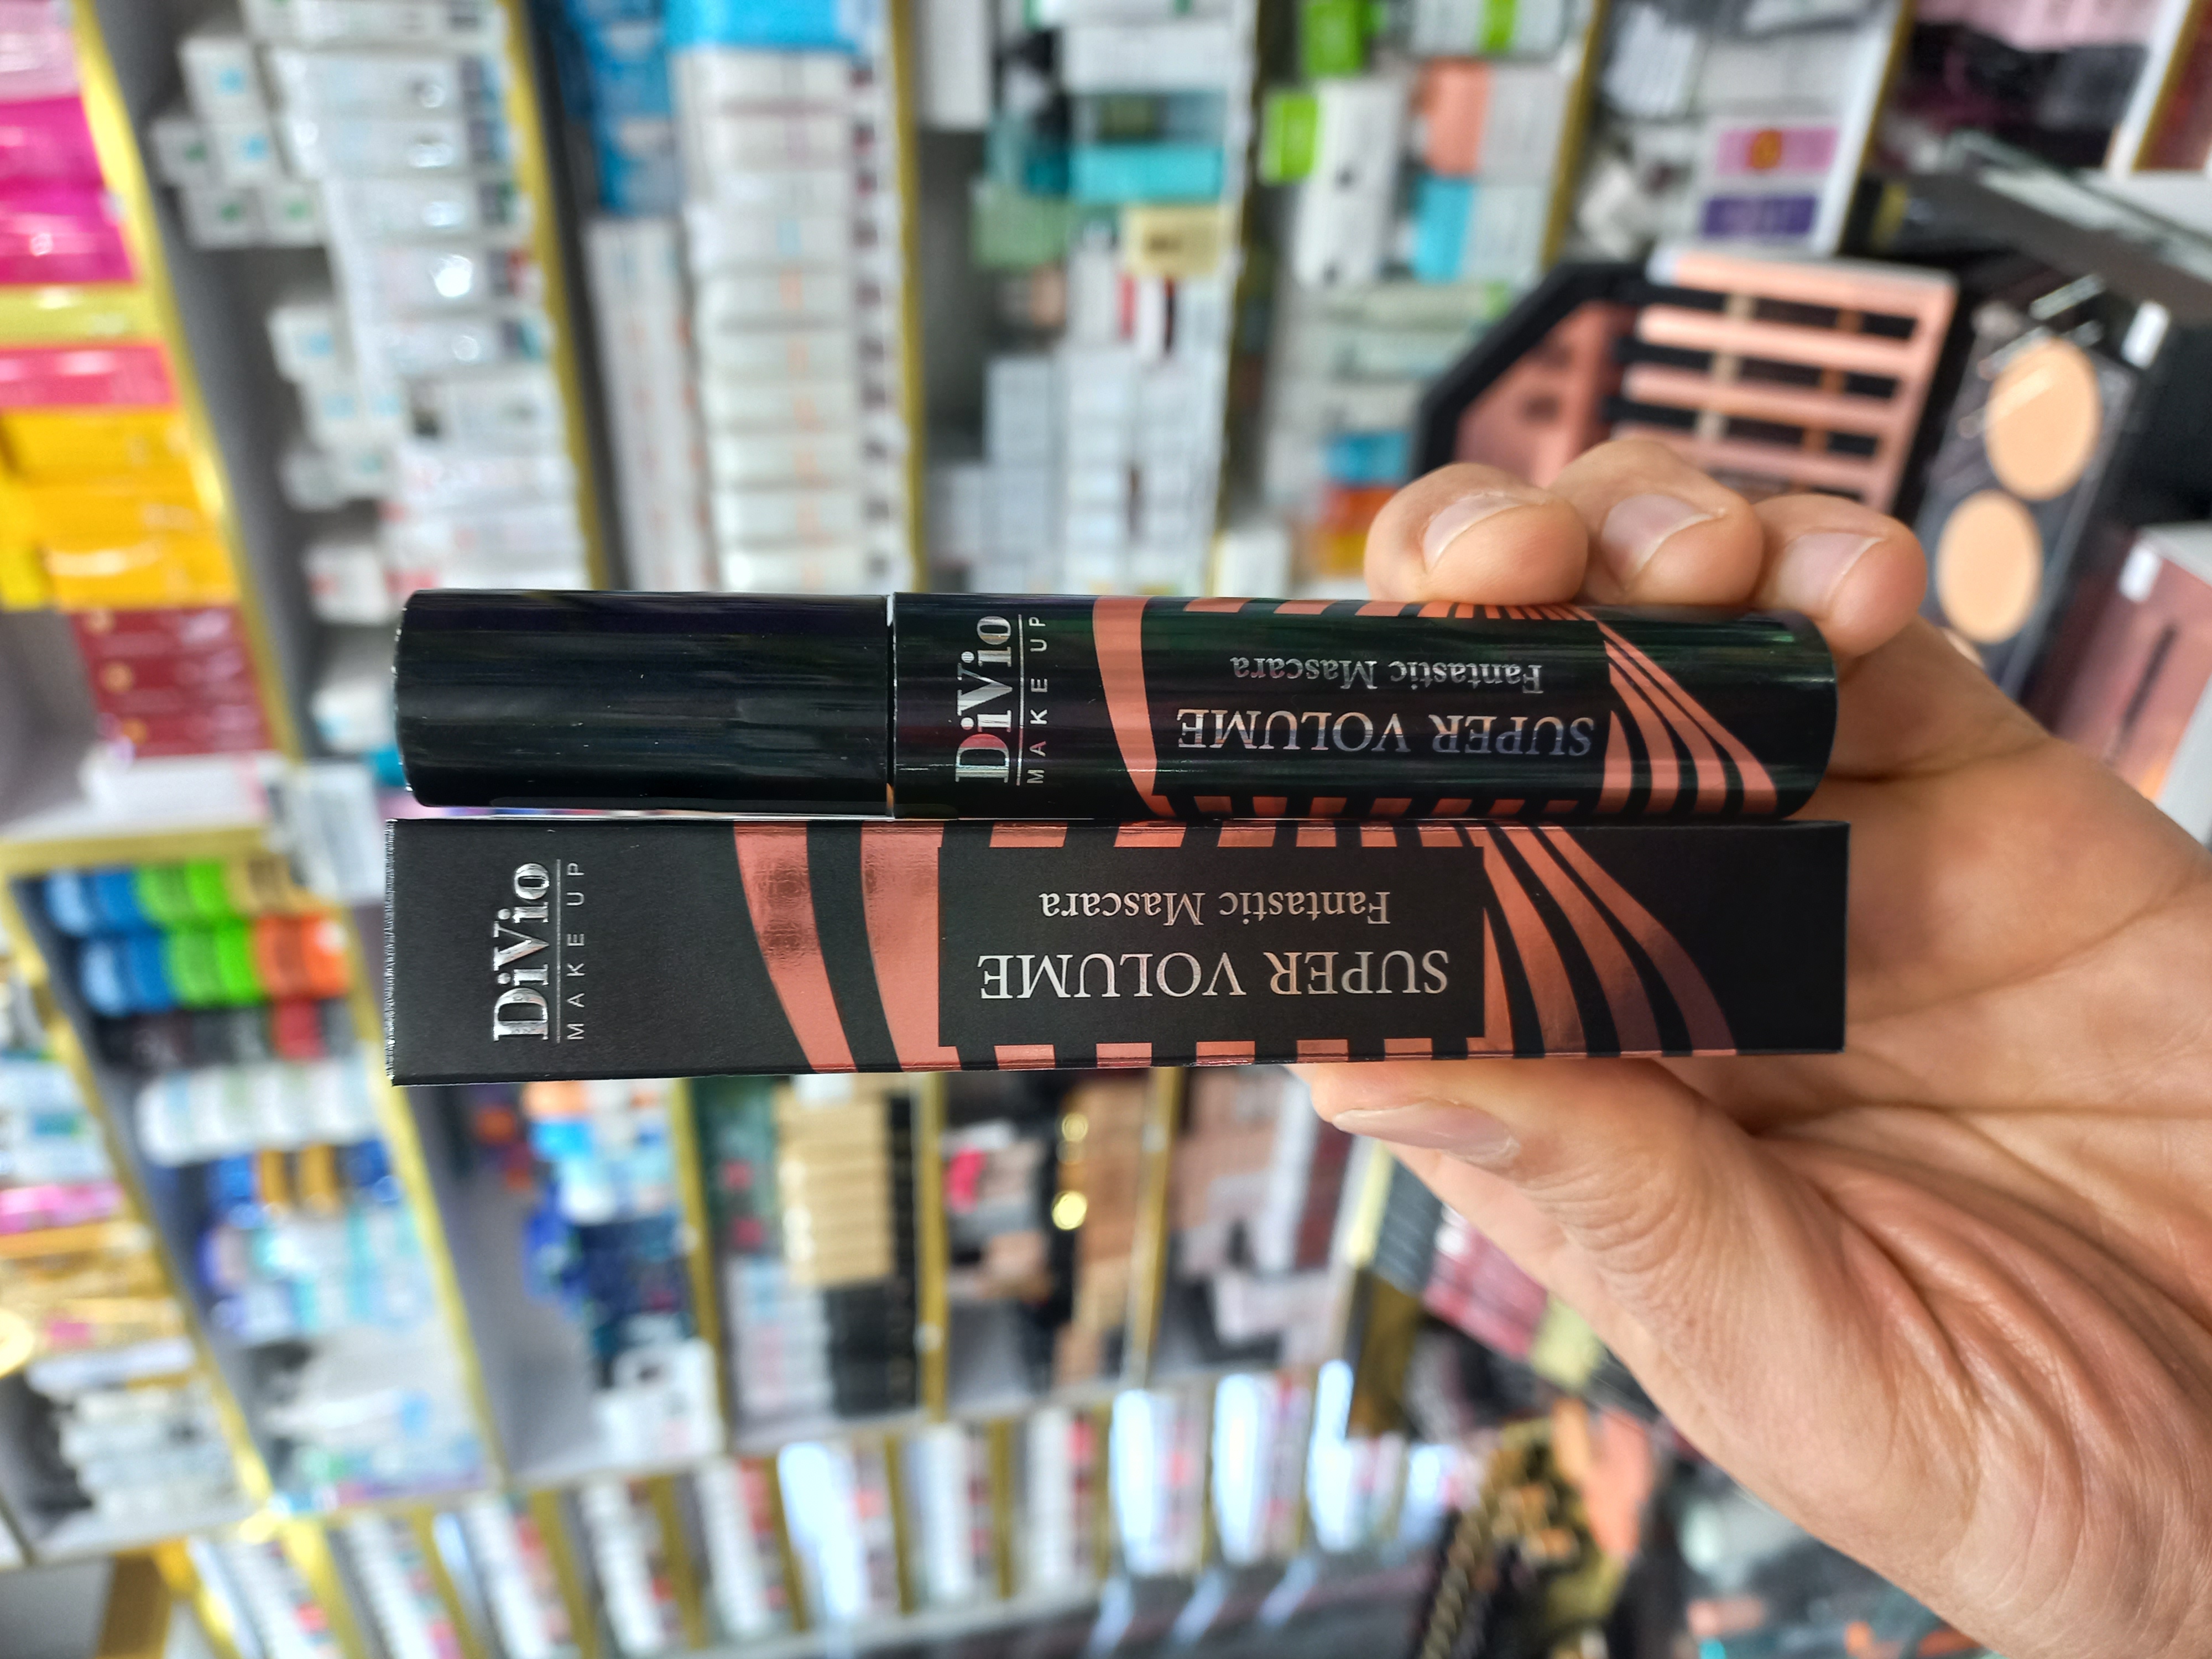 DiVio
MAKE UP
SUPER VOLUME
Fantastic Mascara
DiVio
MAKE UP
SUPER VOLUME
Fantastic Mascara